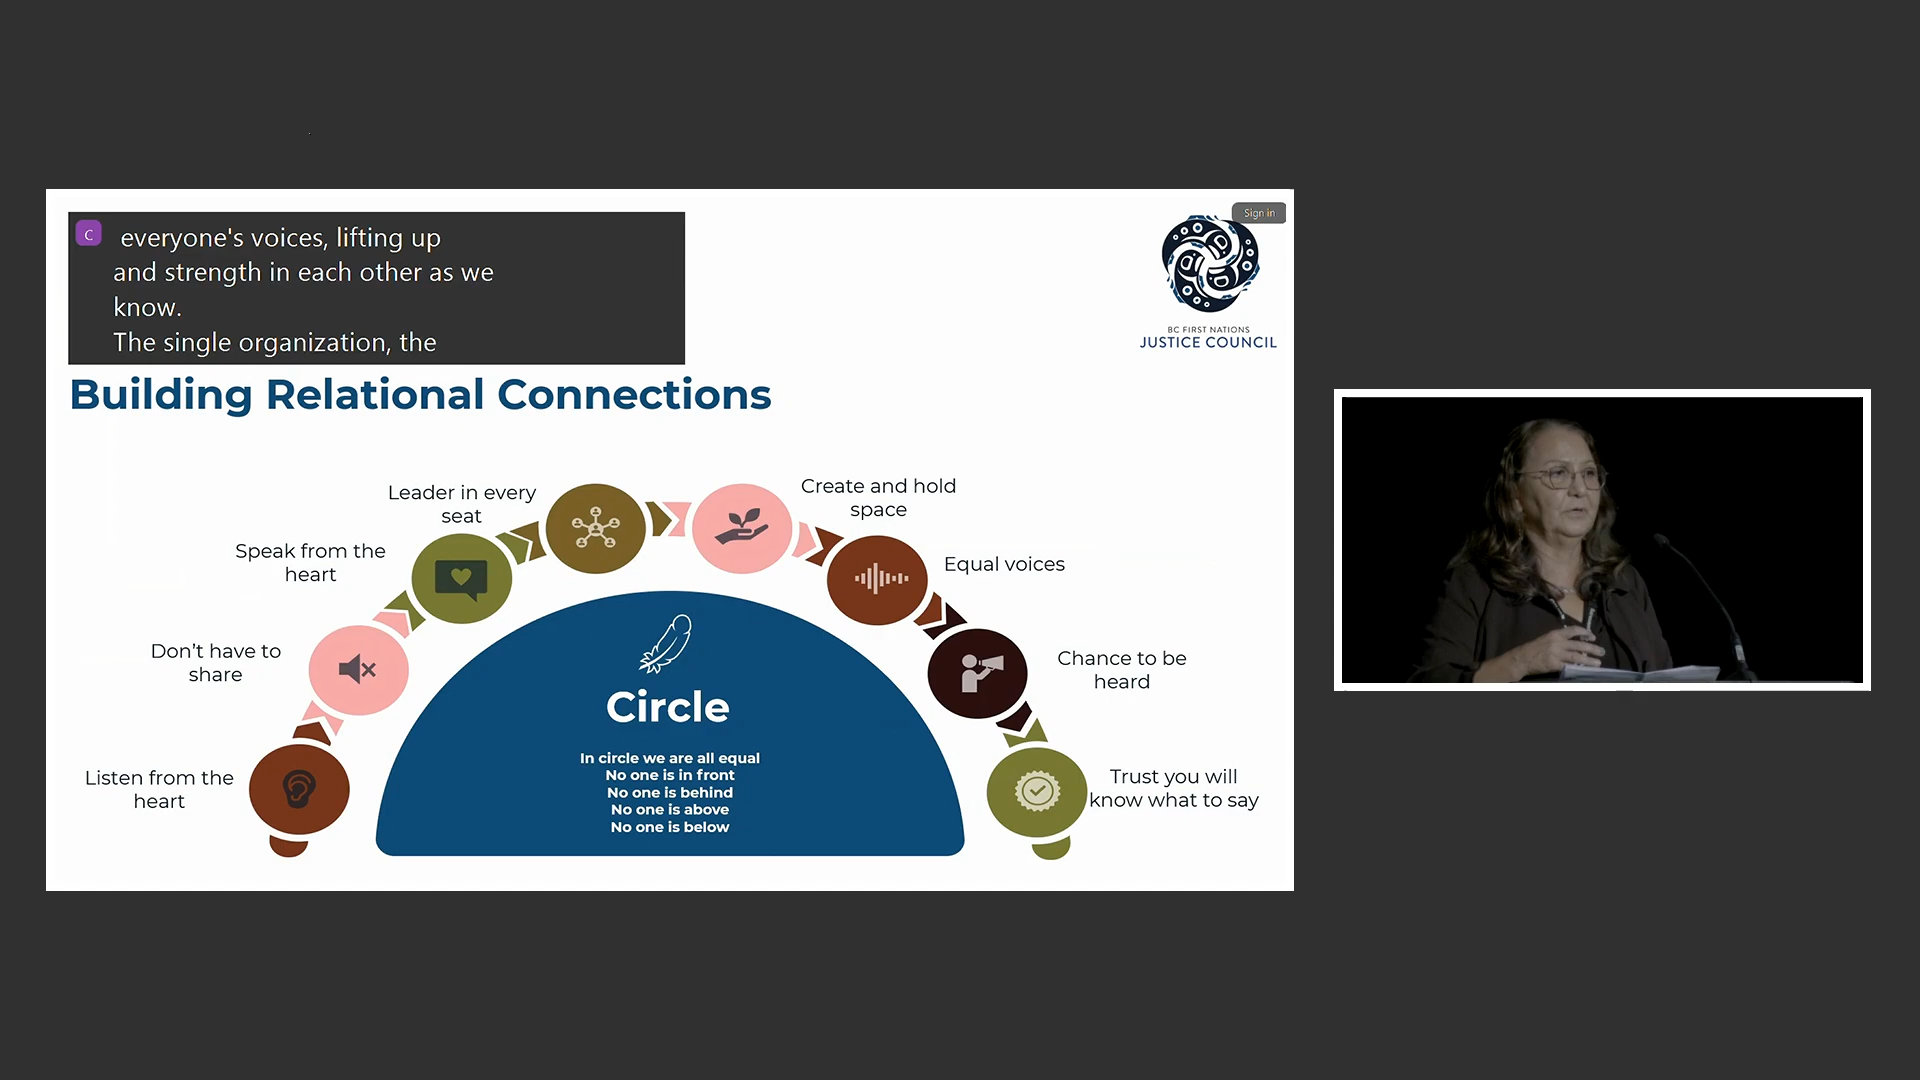 C
everyone's voices, lifting up
and strength in each other as we
know.
The single organization, the
Sign in
BC FIRST NATIONS
JUSTICE COUNCIL
Building Relational Connections
Leader in every
seat
Create and hold
space
Speak from the
heart
Equal voices
Don’t have to
share
Chance to be
heard
Listen from the
heart
Trust you will
know what to say
Circle
In circle we are all equal
No one is in front
No one is behind
No one is above
No one is below